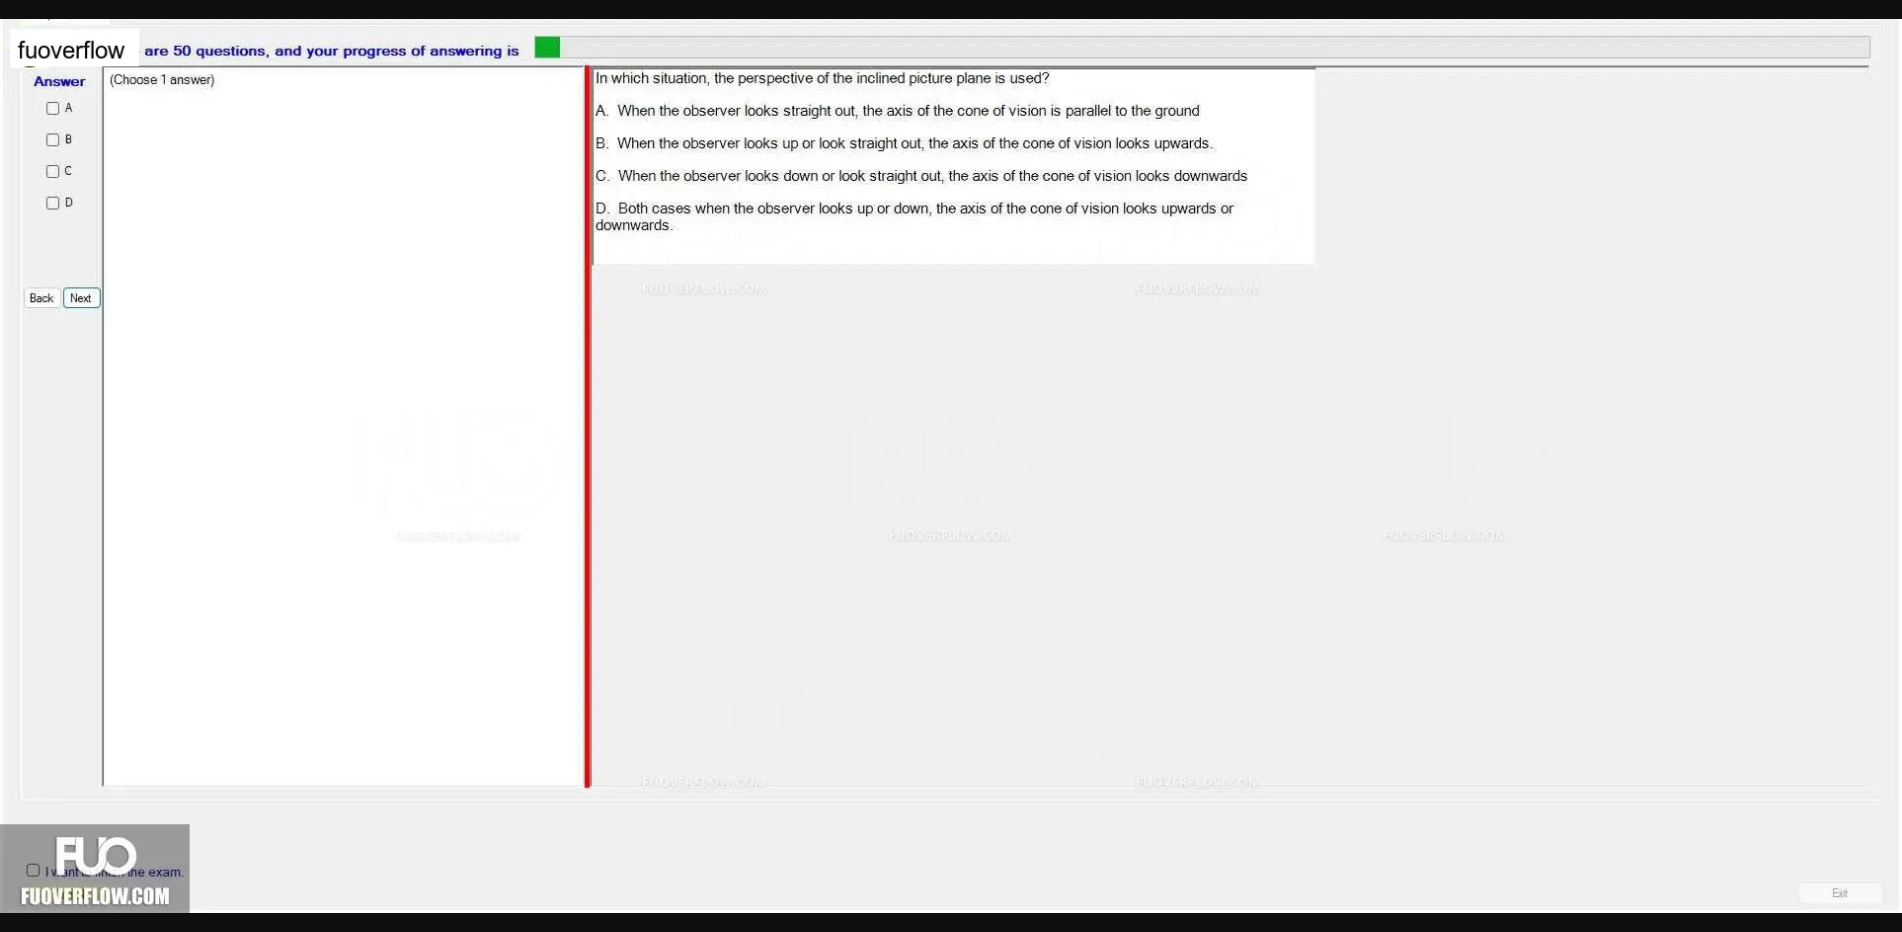 fuoverflow are 50 questions, and your progress of answering is
Answer
(Choose 1 answer)
A
B
C
D
Back Next
In which situation, the perspective of the inclined picture plane is used?
A. When the observer looks straight out, the axis of the cone of vision is parallel to the ground
B. When the observer looks up or look straight out, the axis of the cone of vision looks upwards.
C. When the observer looks down or look straight out, the axis of the cone of vision looks downwards
D. Both cases when the observer looks up or down, the axis of the cone of vision looks upwards or
downwards.
FUOVERFLOW.COM FUOVERFLOW.COM
FUOVERFLOW.COM FUOVERFLOW.COM FUOVERFLOW.COM
FUOVERFLOW.COM FUOVERFLOW.COM
FUO
I want the exam.
FUOVERFLOW.COM
Exit